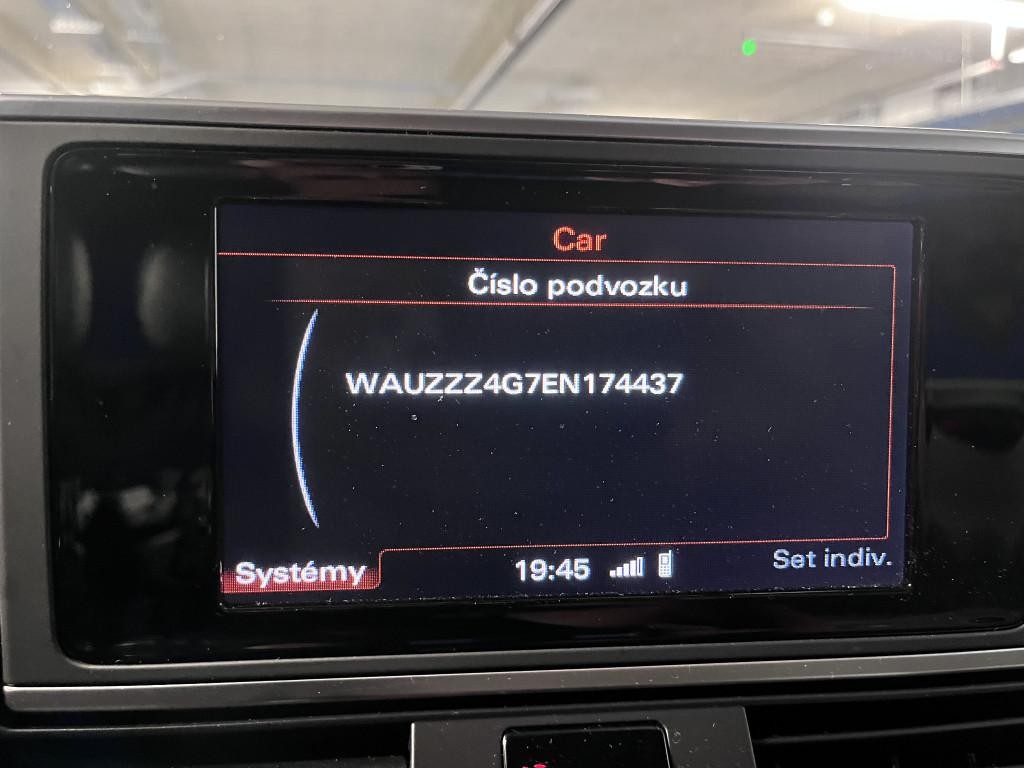 Car
Číslo podvozku
WAUZZZ4G7EN174437
Systémy
19:45
Set indiv.